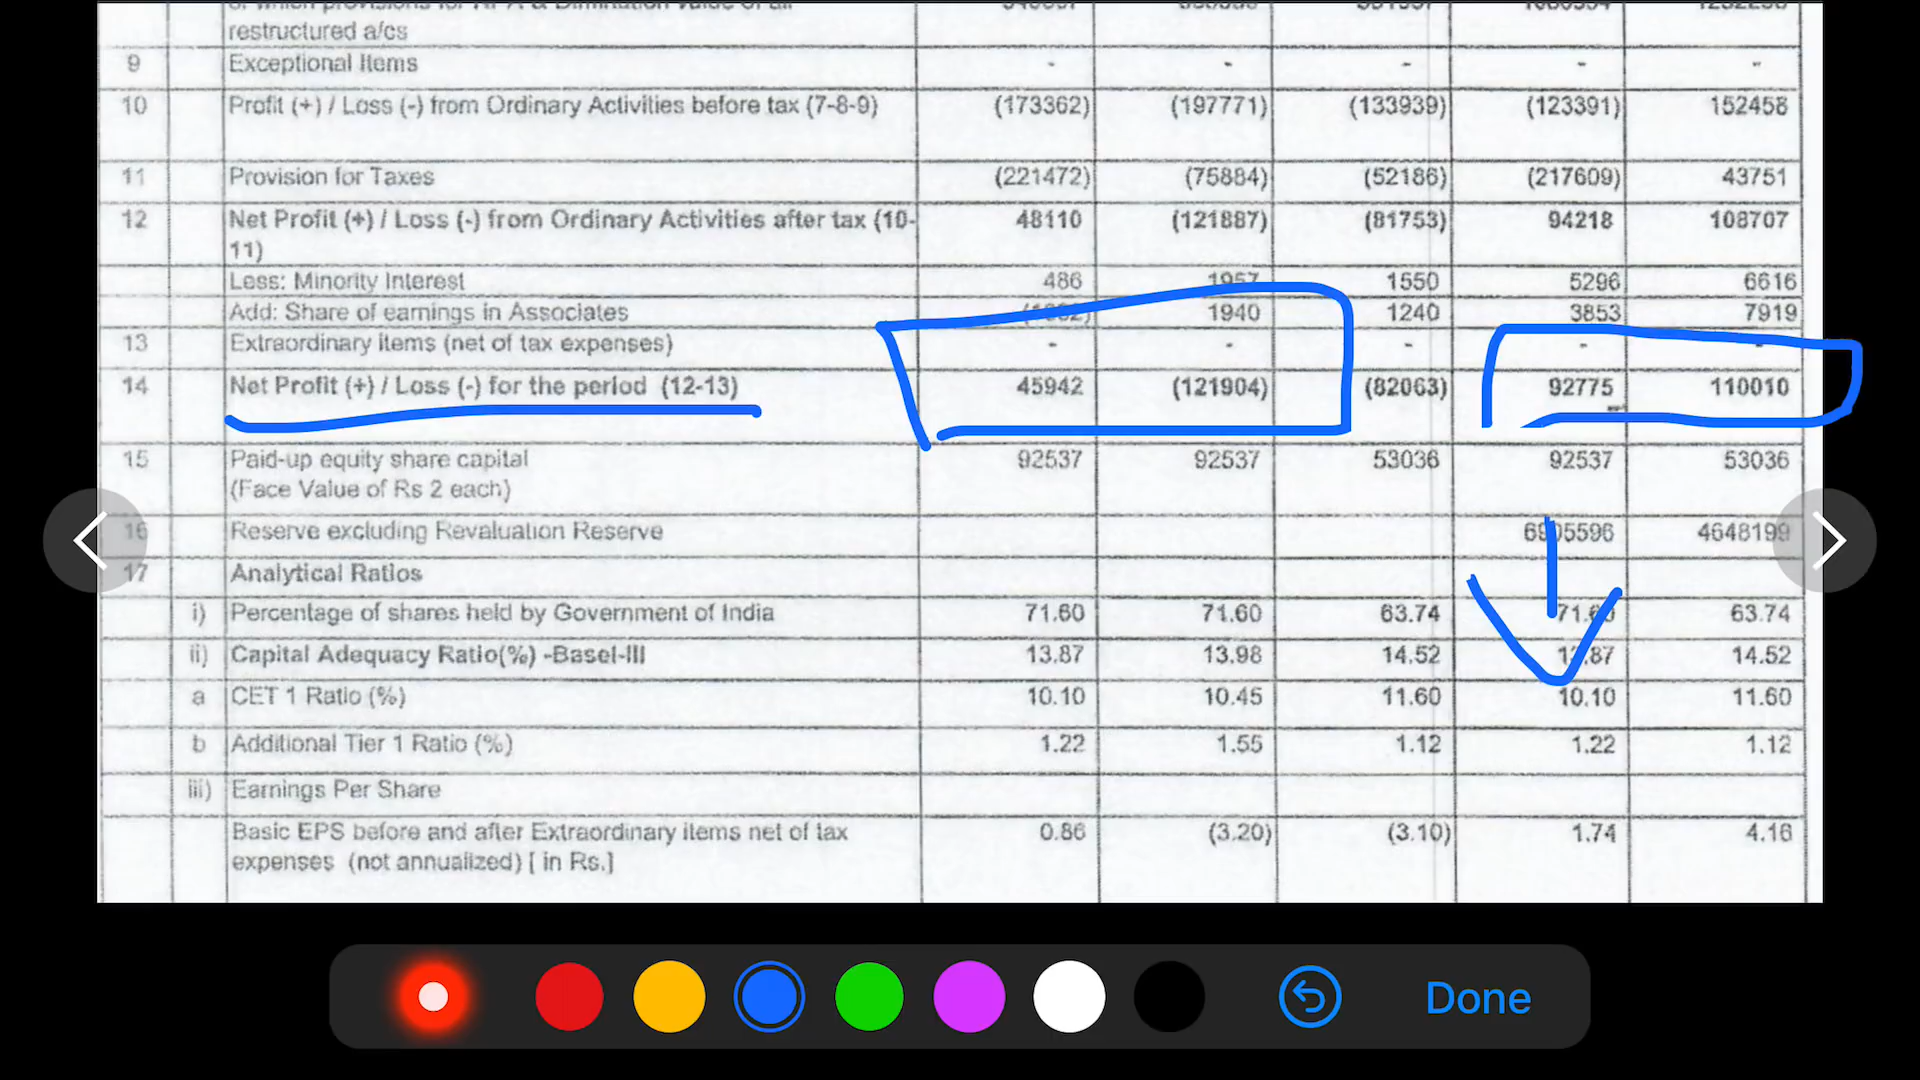 restructured a/cs
9 Exceptional Items - - - - -
10 Profit (+) / Loss (-) from Ordinary Activities before tax (7-8-9) (173362) (197771) (133939) (123391) 152458
11 Provision for Taxes (221472) (75884) (52186) (217609) 43751
12 Net Profit (+) / Loss (-) from Ordinary Activities after tax (10- 48110 (121887) (81753) 94218 108707
11)
Less: Minority Interest 486 1957 1550 5296 6616
Add: Share of earnings in Associates 1940 1240 3853 7919
13 Extraordinary items (net of tax expenses) - - - - -
14 Net Profit (+) / Loss (-) for the period (12-13) 45942 (121904) (82063) 92775 110010
15 Paid-up equity share capital 92537 92537 53036 92537 53036
(Face Value of Rs 2 each)
16 Reserve excluding Revaluation Reserve 4648199
17 Analytical Ratios
i) Percentage of shares held by Government of India 71.60 71.60 63.74 63.74
ii) Capital Adequacy Ratio(%) -Basel-III 13.87 13.98 14.52 14.52
a CET 1 Ratio (%) 10.10 10.45 11.60 10.10 11.60
b Additional Tier 1 Ratio (%) 1.22 1.55 1.12 1.22 1.12
iii) Earnings Per Share
Basic EPS before and after Extraordinary items net of tax 0.86 (3.20) (3.10) 1.74 4.16
expenses (not annualized) [ in Rs.]
Done